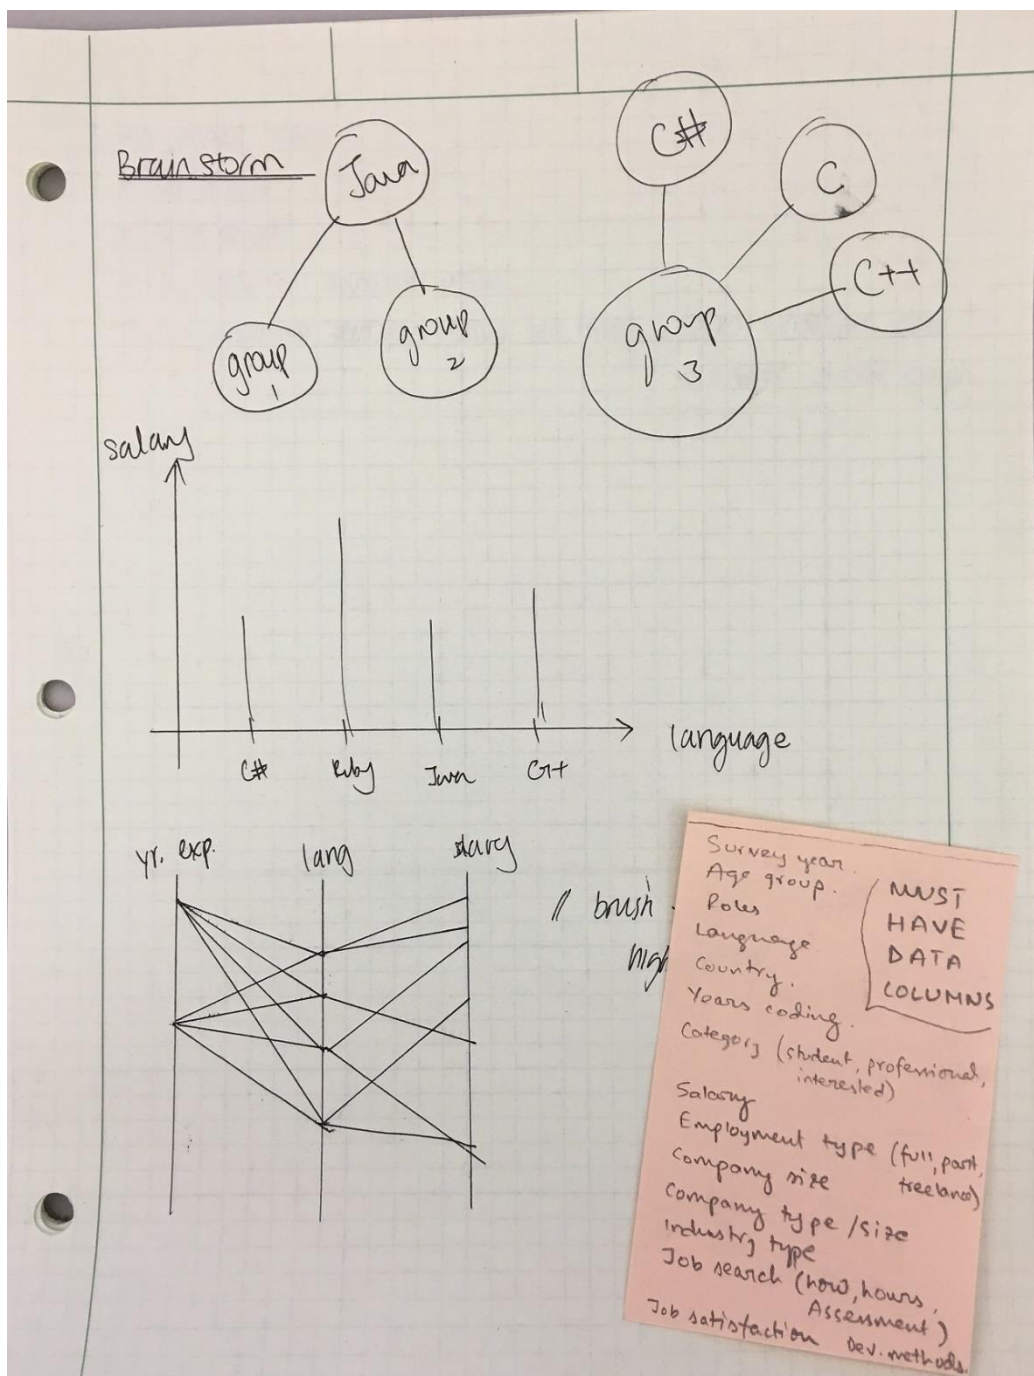 Brainstorm
Java
group 1
group 2
C#
C
C++
group 3
salary
C#
Ruby
Java
C++
language
yr. exp.
lang
// brush
Survey year.
Age group.
Roles
Language
Country.
Years coding.
MUST
HAVE
DATA
COLUMNS
Category (student, professional,
interested)
Salary
Employment type (full, part,
freelance)
Company size
Company type / size
Industry type
Job search (how, hours,
Assessment)
Job satisfaction Dev. methods.